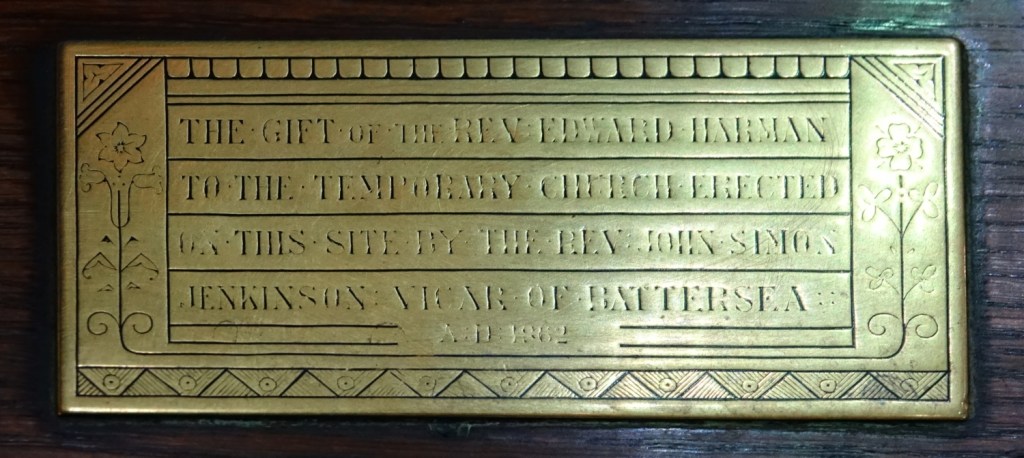 THE · GIFT · OF · THE · REV · EDWARD · HARMAN
TO · THE · TEMPORARY · CHURCH · ERECTED
ON · THIS · SITE · BY · THE · REV · JOHN · SIMON
JENKINSON : VICAR · OF · BATTERSEA ::
A · D · 1862